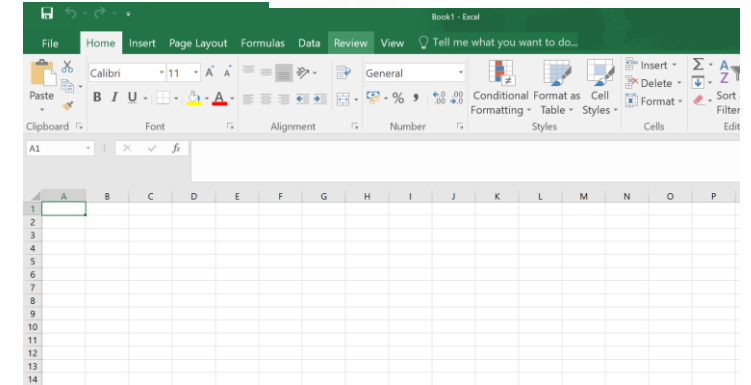 Book1 - Excel
File Home Insert Page Layout Formulas Data Review View Tell me what you want to do...
Calibri 11 A A General Insert
Paste B I U A % Conditional Format as Cell Delete Sort
Formatting Table Styles Format Filter
Clipboard Font Alignment Number Styles Cells Edit
A1 fx
A B C D E F G H I J K L M N O P
1
2
3
4
5
6
7
8
9
10
11
12
13
14